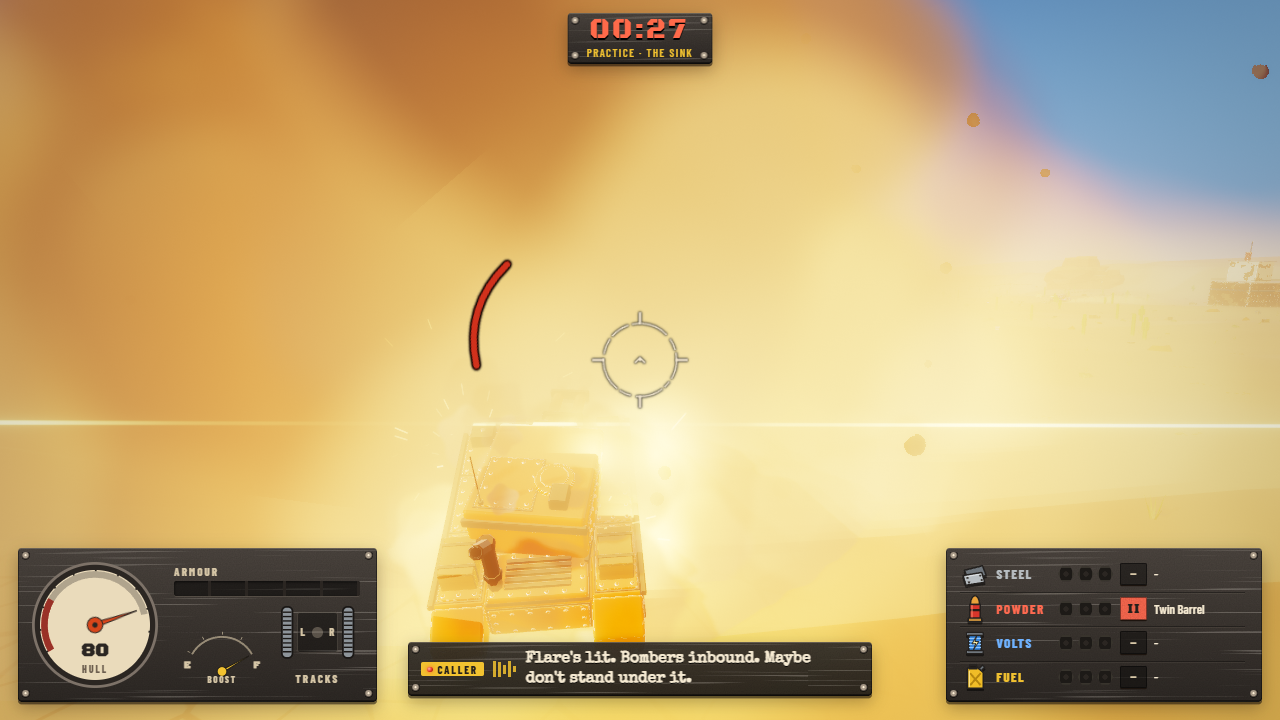 00:27
PRACTICE - THE SINK
ARMOUR
80
HULL
E
F
BOOST
L
R
TRACKS
CALLER
Flare's lit. Bombers inbound. Maybe
don't stand under it.
STEEL - -
POWDER II Twin Barrel
VOLTS - -
FUEL - -